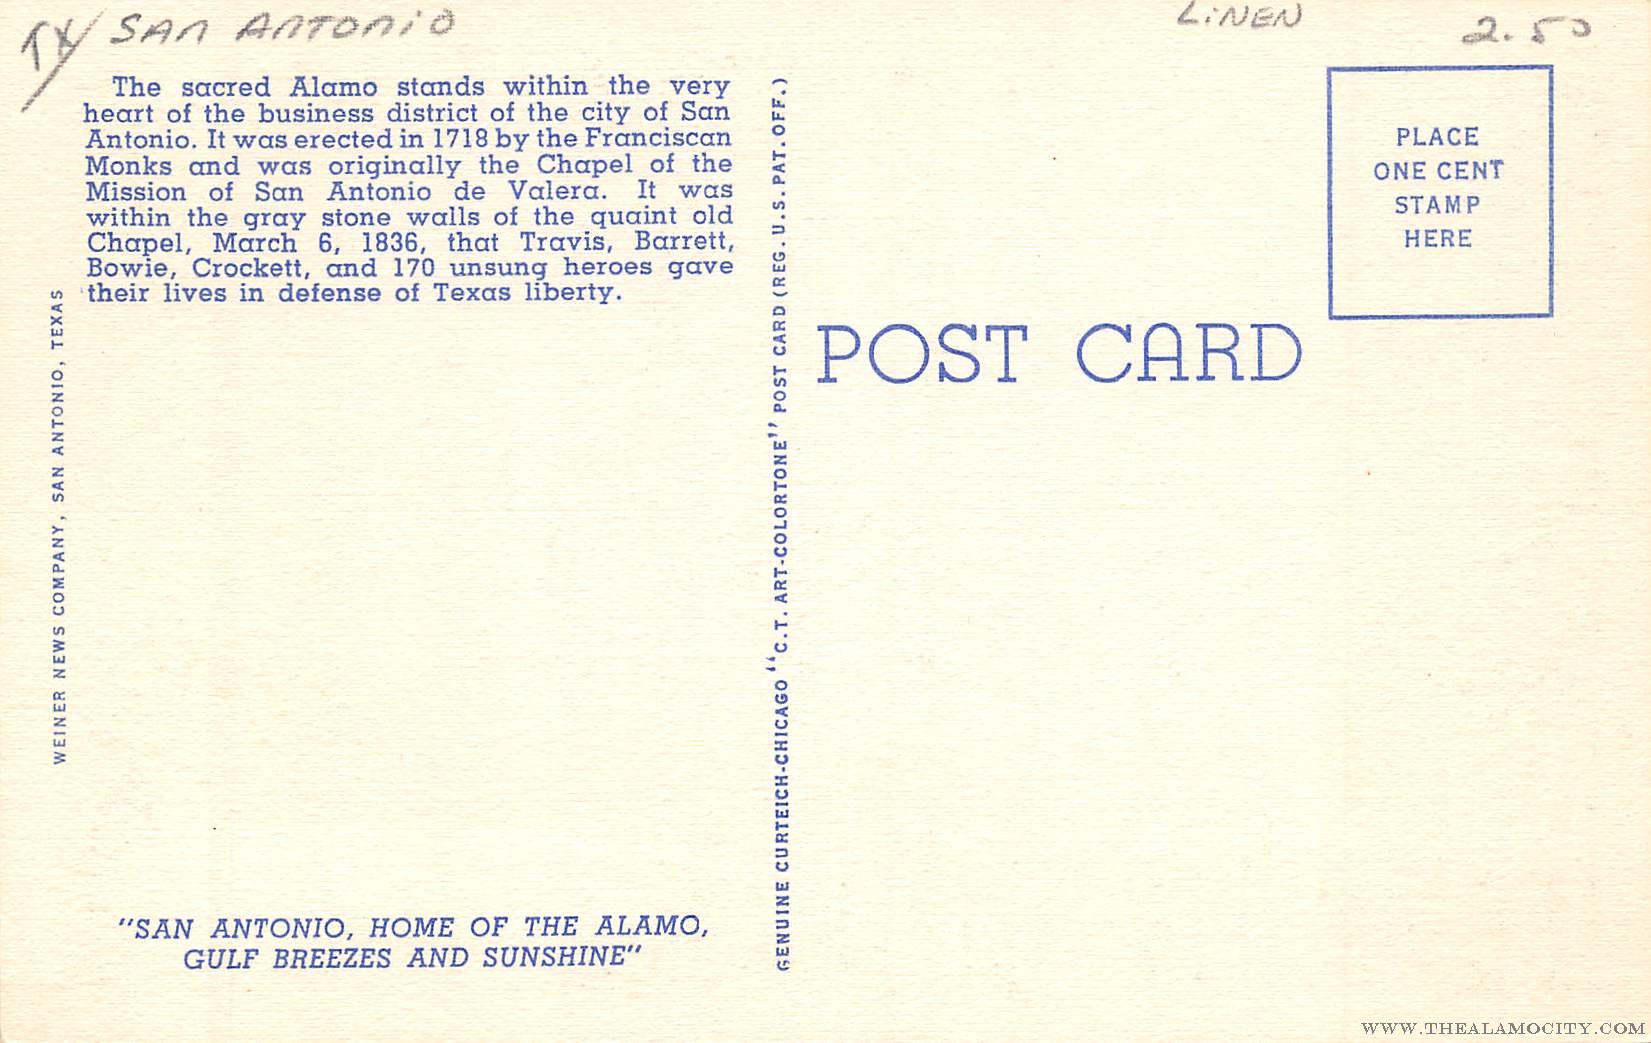 TX/ SAN ANTONIO
LINEN
2.50
The sacred Alamo stands within the very
heart of the business district of the city of San
Antonio. It was erected in 1718 by the Franciscan
Monks and was originally the Chapel of the
Mission of San Antonio de Valera. It was
within the gray stone walls of the quaint old
Chapel, March 6, 1836, that Travis, Barrett,
Bowie, Crockett, and 170 unsung heroes gave
their lives in defense of Texas liberty.
WEINER NEWS COMPANY, SAN ANTONIO, TEXAS
"SAN ANTONIO, HOME OF THE ALAMO,
GULF BREEZES AND SUNSHINE"
GENUINE CURTEICH-CHICAGO "C.T. ART-COLORTONE" POST CARD (REG. U.S. PAT. OFF.)
PLACE
ONE CENT
STAMP
HERE
POST CARD
WWW.THEALAMOCITY.COM